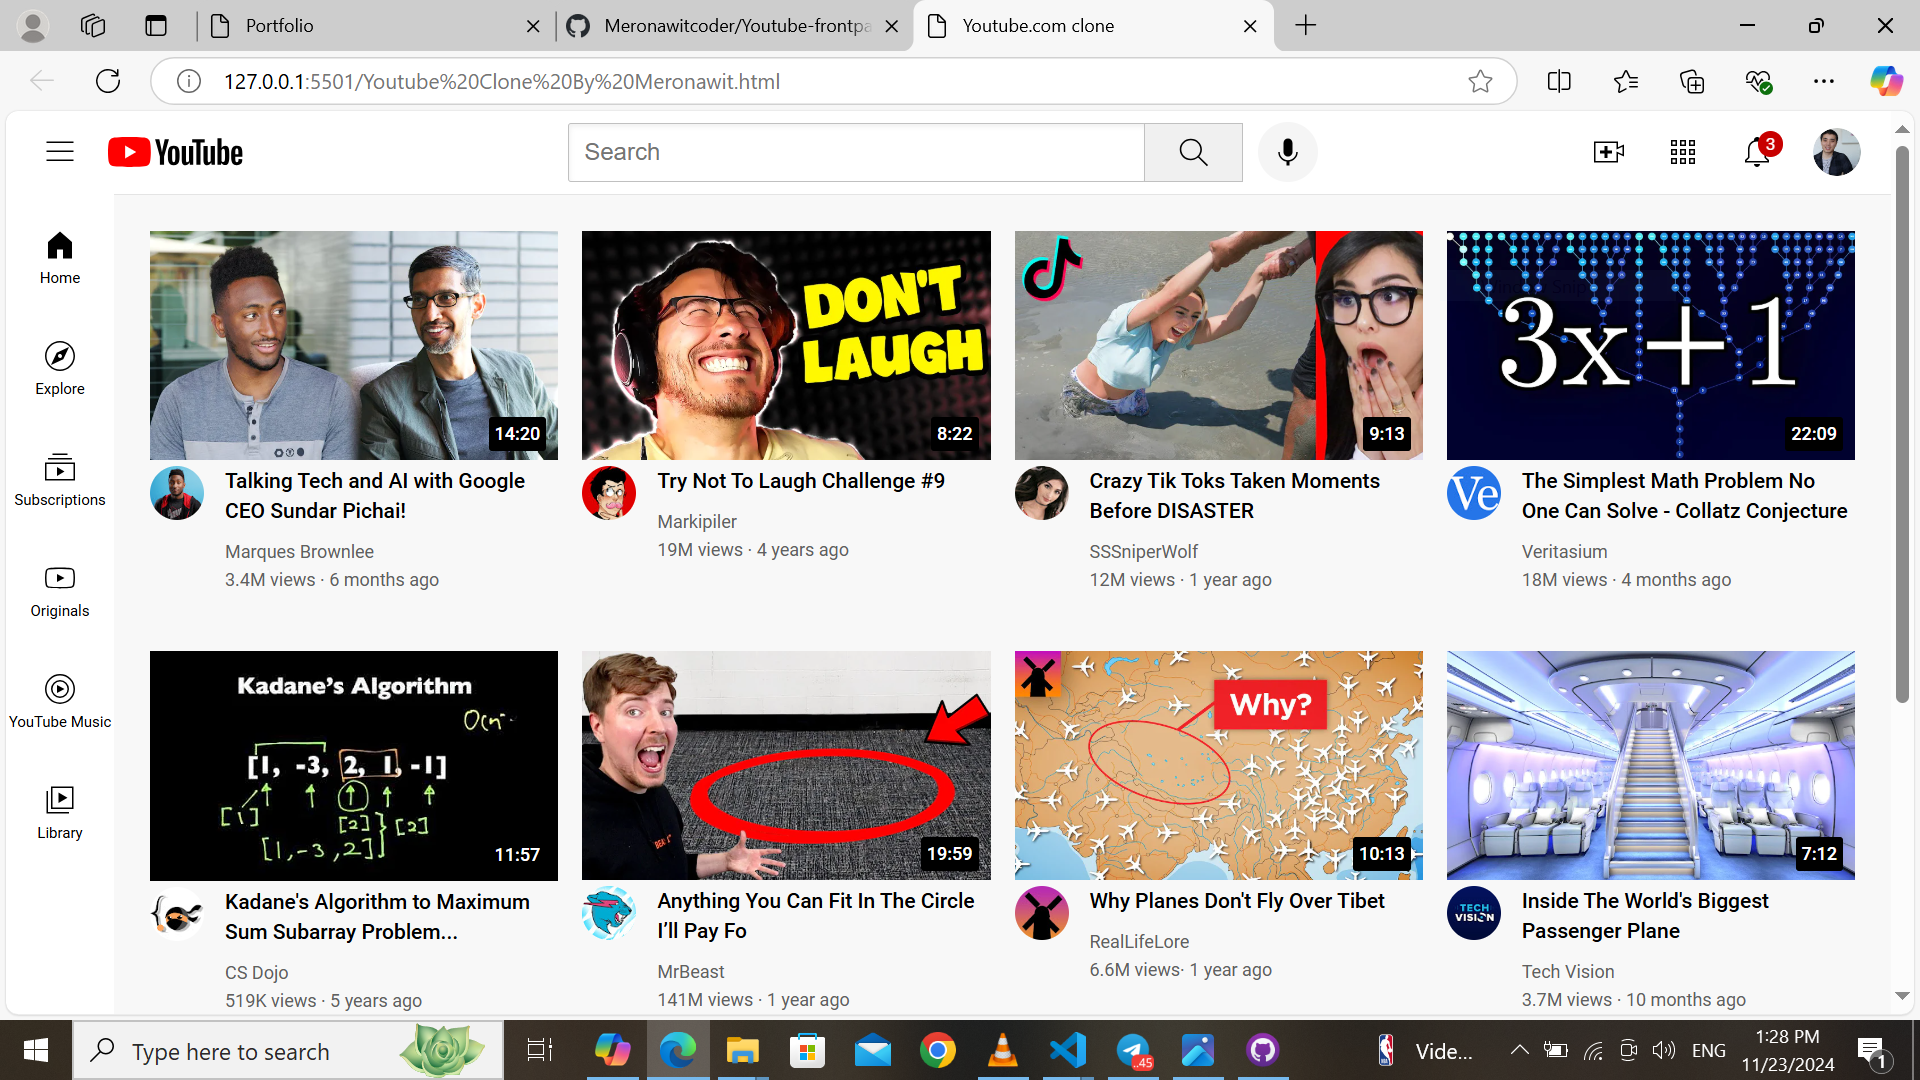 Portfolio
Meronawitcoder/Youtube-frontpa
Youtube.com clone
127.0.0.1:5501/Youtube%20Clone%20By%20Meronawit.html
YouTube
Search
3
Home
Explore
Subscriptions
Originals
YouTube Music
Library
14:20
Talking Tech and AI with Google
CEO Sundar Pichai!
Marques Brownlee
3.4M views · 6 months ago
DON'T
LAUGH
8:22
Try Not To Laugh Challenge #9
Markipiler
19M views · 4 years ago
9:13
Crazy Tik Toks Taken Moments
Before DISASTER
SSSniperWolf
12M views · 1 year ago
3x+1
22:09
Ve
The Simplest Math Problem No
One Can Solve - Collatz Conjecture
Veritasium
18M views · 4 months ago
Kadane's Algorithm
[1, -3, 2, 1, -1]
[1]
[2]
[2]
[1,-3,2]
11:57
Kadane's Algorithm to Maximum
Sum Subarray Problem...
CS Dojo
519K views · 5 years ago
19:59
Anything You Can Fit In The Circle
I’ll Pay Fo
MrBeast
141M views · 1 year ago
Why?
10:13
Why Planes Don't Fly Over Tibet
RealLifeLore
6.6M views· 1 year ago
7:12
TECH
VISION
Inside The World's Biggest
Passenger Plane
Tech Vision
3.7M views · 10 months ago
Type here to search
..45
Vide...
ENG
1:28 PM
11/23/2024
1